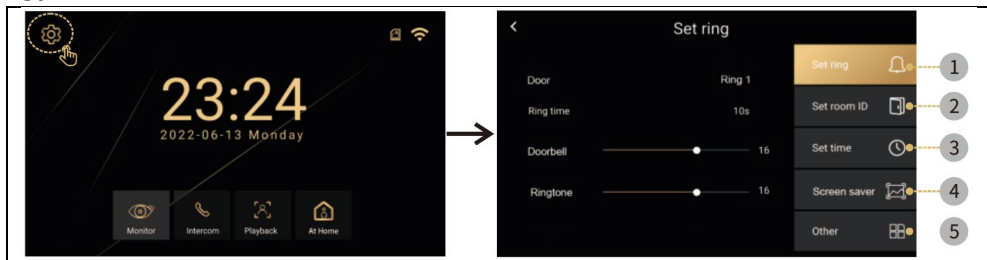 23:24
2022-06-13 Monday
Monitor
Intercom
Playback
At Home
Set ring
Door Ring 1
Ring time 10s
Doorbell 16
Ringtone 16
Set ring 1
Set room ID 2
Set time 3
Screen saver 4
Other 5